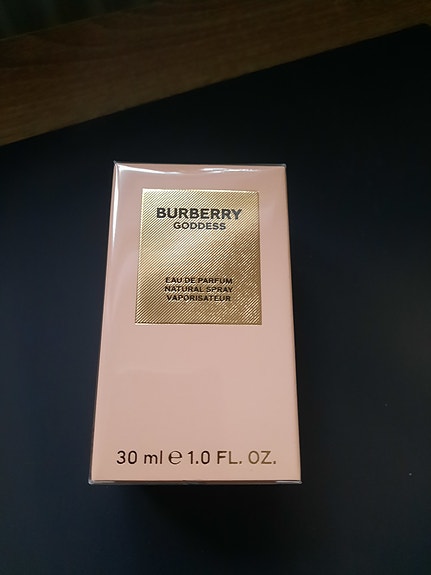 BURBERRY
GODDESS
EAU DE PARFUM
NATURAL SPRAY
VAPORISATEUR
30 ml ℮ 1.0 FL. OZ.